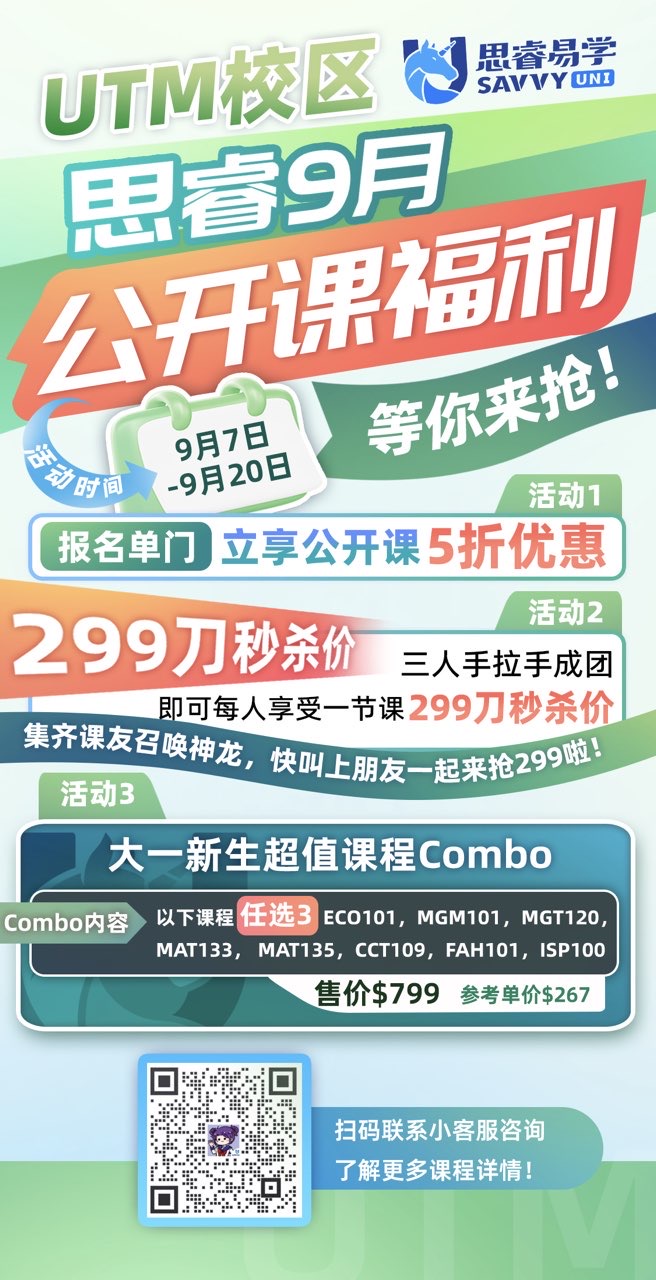 UTM校区
思睿易学
SAVVY UNI
思睿9月
公开课福利
等你来抢！
活动时间
9月7日
-9月20日
活动1
报名单门 立享公开课5折优惠
活动2
299刀秒杀价
三人手拉手成团
即可每人享受一节课299刀秒杀价
集齐课友召唤神龙，快叫上朋友一起来抢299啦！
活动3
大一新生超值课程Combo
Combo内容
以下课程 任选3 ECO101，MGM101，MGT120，
MAT133， MAT135，CCT109，FAH101，ISP100
售价$799 参考单价$267
扫码联系小客服咨询
了解更多课程详情！
UTM